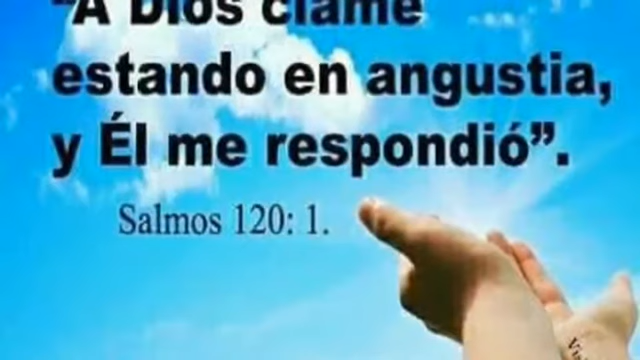 “A Dios clamé
estando en angustia,
y Él me respondió”.
Salmos 120: 1.